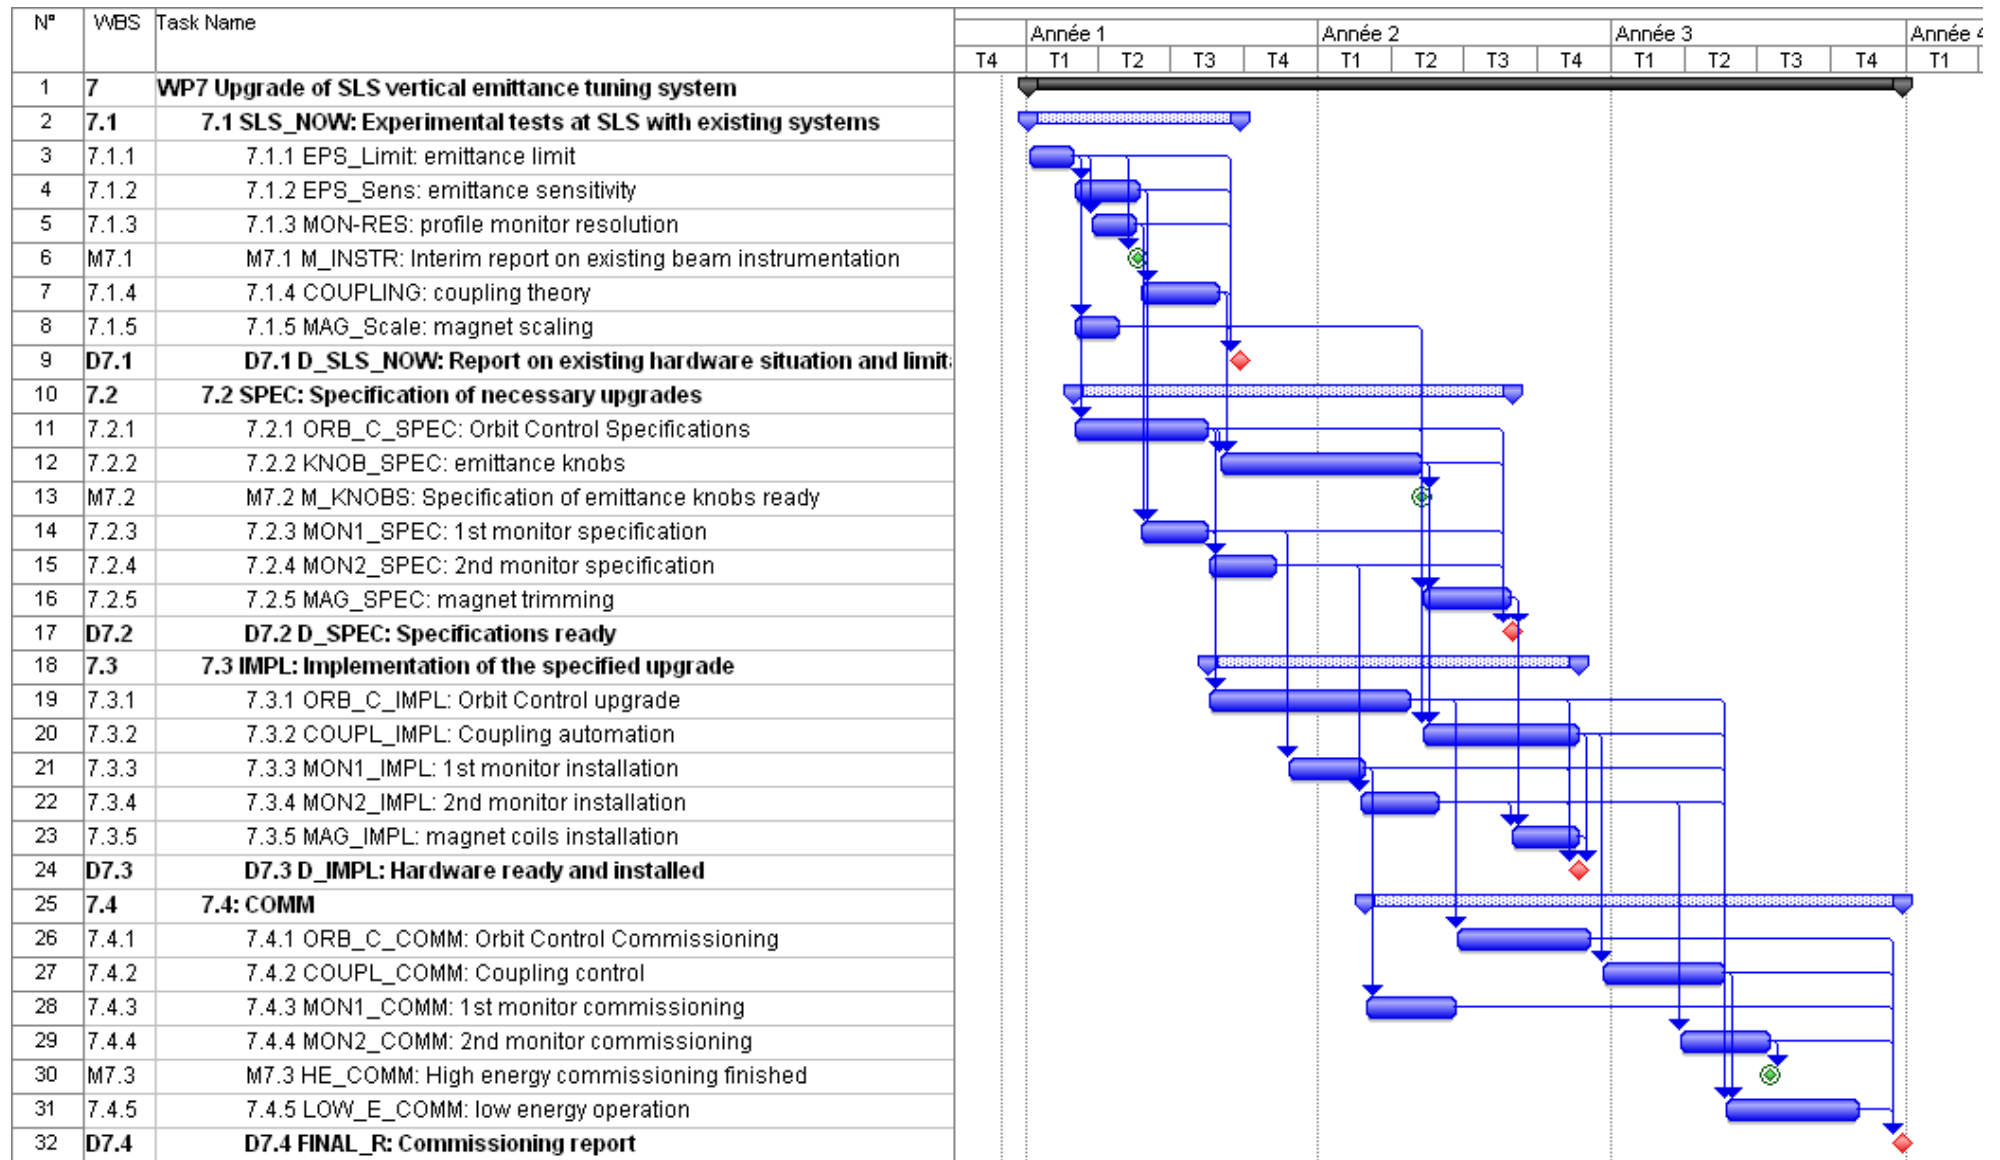 N° WBS Task Name
Année 1 Année 2 Année 3 Année 4
T4 T1 T2 T3 T4 T1 T2 T3 T4 T1 T2 T3 T4 T1
1 7 WP7 Upgrade of SLS vertical emittance tuning system
2 7.1 7.1 SLS_NOW: Experimental tests at SLS with existing systems
3 7.1.1 7.1.1 EPS_Limit: emittance limit
4 7.1.2 7.1.2 EPS_Sens: emittance sensitivity
5 7.1.3 7.1.3 MON-RES: profile monitor resolution
6 M7.1 M7.1 M_INSTR: Interim report on existing beam instrumentation
7 7.1.4 7.1.4 COUPLING: coupling theory
8 7.1.5 7.1.5 MAG_Scale: magnet scaling
9 D7.1 D7.1 D_SLS_NOW: Report on existing hardware situation and limita
10 7.2 7.2 SPEC: Specification of necessary upgrades
11 7.2.1 7.2.1 ORB_C_SPEC: Orbit Control Specifications
12 7.2.2 7.2.2 KNOB_SPEC: emittance knobs
13 M7.2 M7.2 M_KNOBS: Specification of emittance knobs ready
14 7.2.3 7.2.3 MON1_SPEC: 1st monitor specification
15 7.2.4 7.2.4 MON2_SPEC: 2nd monitor specification
16 7.2.5 7.2.5 MAG_SPEC: magnet trimming
17 D7.2 D7.2 D_SPEC: Specifications ready
18 7.3 7.3 IMPL: Implementation of the specified upgrade
19 7.3.1 7.3.1 ORB_C_IMPL: Orbit Control upgrade
20 7.3.2 7.3.2 COUPL_IMPL: Coupling automation
21 7.3.3 7.3.3 MON1_IMPL: 1st monitor installation
22 7.3.4 7.3.4 MON2_IMPL: 2nd monitor installation
23 7.3.5 7.3.5 MAG_IMPL: magnet coils installation
24 D7.3 D7.3 D_IMPL: Hardware ready and installed
25 7.4 7.4: COMM
26 7.4.1 7.4.1 ORB_C_COMM: Orbit Control Commissioning
27 7.4.2 7.4.2 COUPL_COMM: Coupling control
28 7.4.3 7.4.3 MON1_COMM: 1st monitor commissioning
29 7.4.4 7.4.4 MON2_COMM: 2nd monitor commissioning
30 M7.3 M7.3 HE_COMM: High energy commissioning finished
31 7.4.5 7.4.5 LOW_E_COMM: low energy operation
32 D7.4 D7.4 FINAL_R: Commissioning report